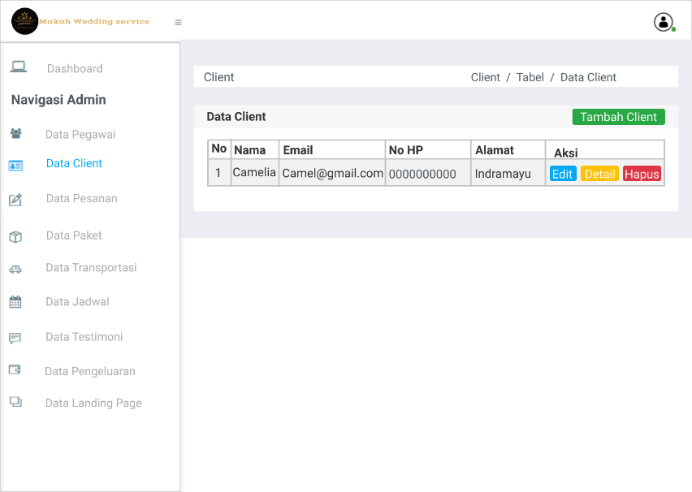 Makah Wedding service
Dashboard
Navigasi Admin
Data Pegawai
Data Client
Data Pesanan
Data Paket
Data Transportasi
Data Jadwal
Data Testimoni
Data Pengeluaran
Data Landing Page
Client
Client / Tabel / Data Client
Data Client
Tambah Client
No Nama Email No HP Alamat Aksi
1 Camelia Camel@gmail.com 0000000000 Indramayu Edit Detail Hapus